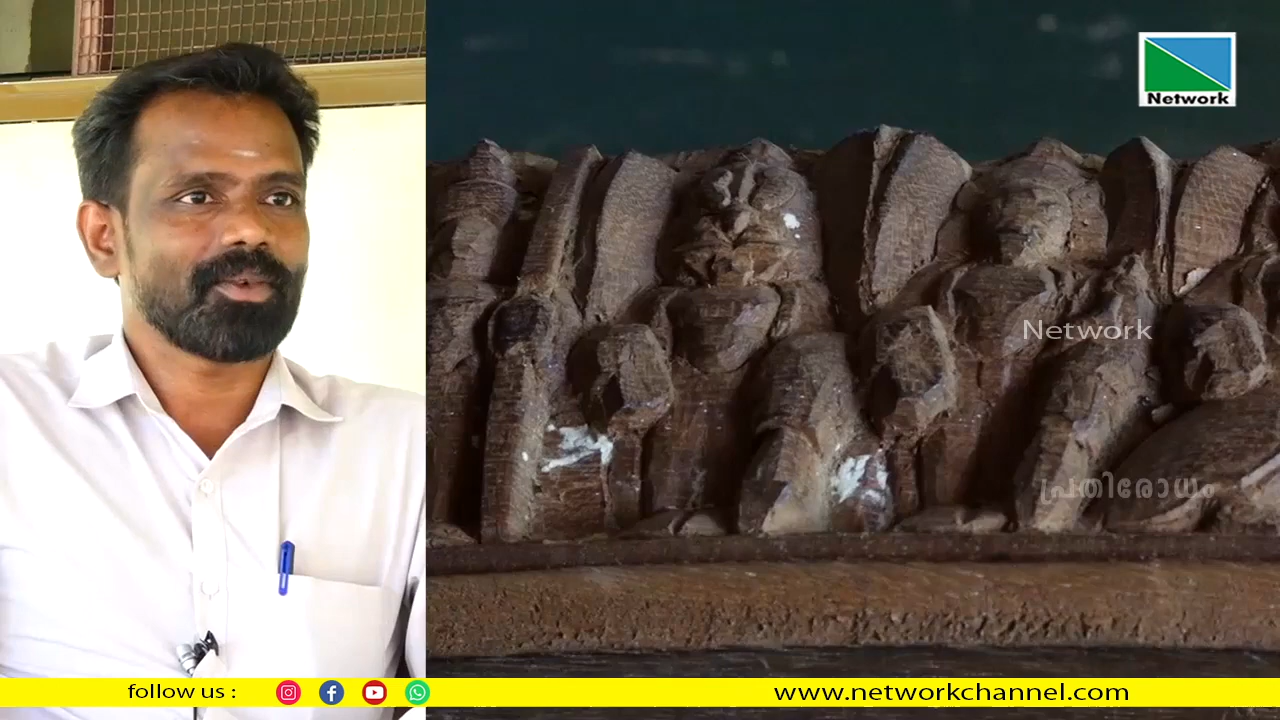 Network
Network
പ്രതിരോധം
follow us :
www.networkchannel.com